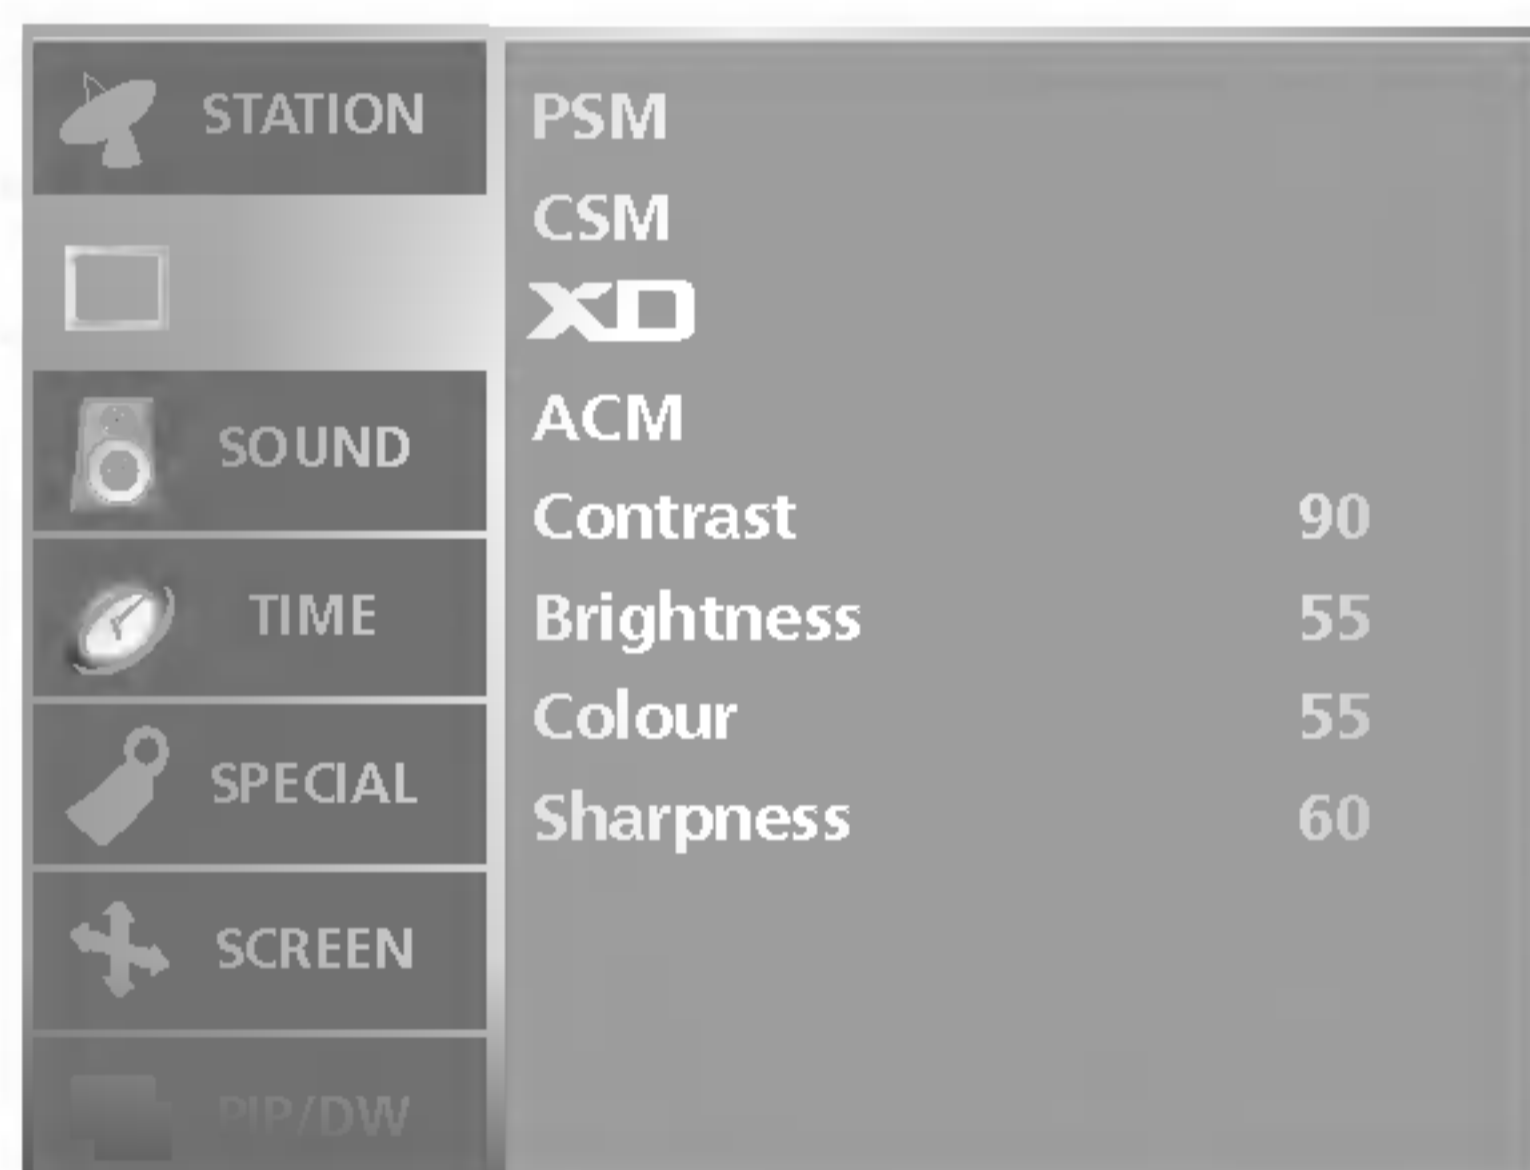 STATION
SOUND
TIME
SPECIAL
SCREEN
PIP/DW
PSM
CSM
XD
ACM
Contrast 90
Brightness 55
Colour 55
Sharpness 60